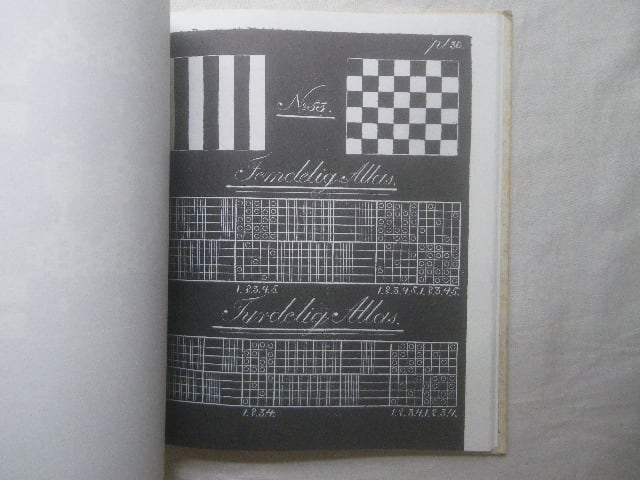 pl 30.
No 53.
Femdelig Atlas.
1. 2. 3. 4. 5. 1. 2. 3. 4. 5. 1. 2. 3. 4. 5.
Fyrdelig Atlas.
1. 2. 3. 4. 1. 2. 3. 4. 1. 2. 3. 4.